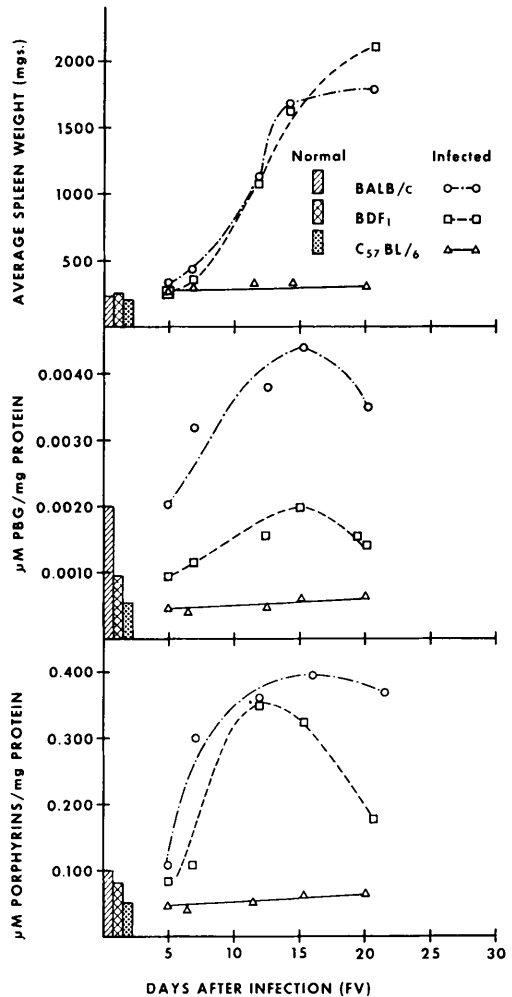 AVERAGE SPLEEN WEIGHT (mgs.)
2000
1500
1000
500
Normal Infected
BALB/c
BDF₁
C₅₇ BL/₆
µM PBG/mg PROTEIN
0.0040
0.0030
0.0020
0.0010
µM PORPHYRINS/mg PROTEIN
0.400
0.300
0.200
0.100
5 10 15 20 25 30
DAYS AFTER INFECTION (FV)